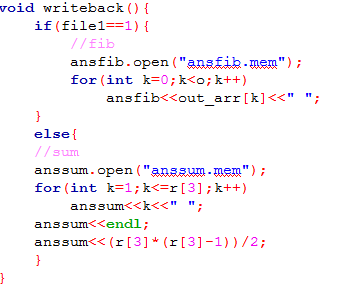 void writeback(){
if(file1==1){
//fib
ansfib.open("ansfib.mem");
for(int k=0;k<o;k++)
ansfib<<out_arr[k]<<" ";
}
else{
//sum
anssum.open("anssum.mem");
for(int k=1;k<=r[3];k++)
anssum<<k<<" ";
anssum<<endl;
anssum<<(r[3]*(r[3]-1))/2;
}
}